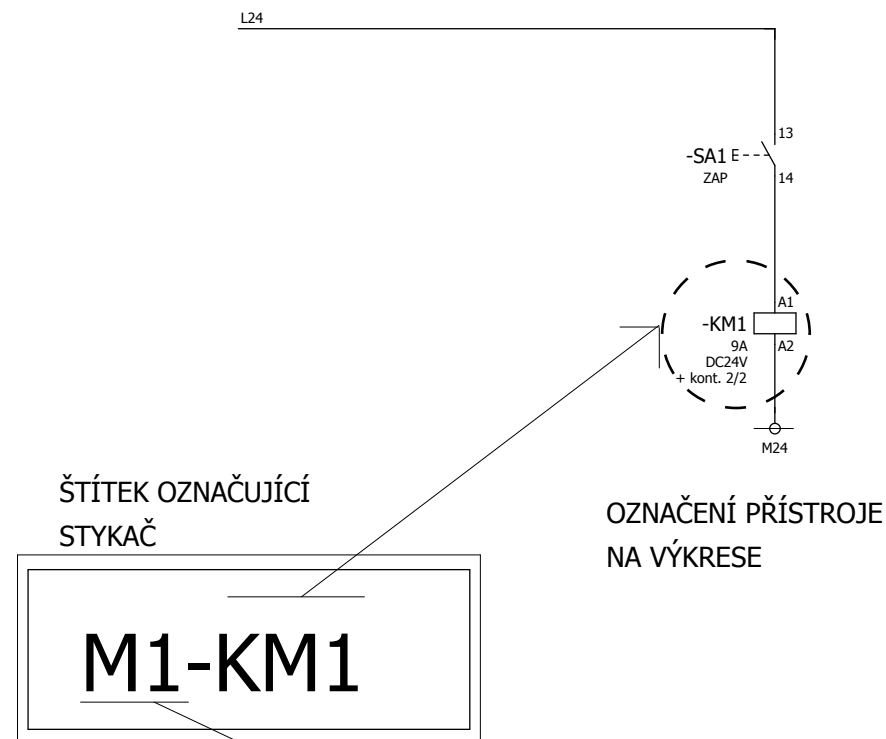 L24
13
-SA1
ZAP
14
A1
-KM1
9A
A2
DC24V
+ kont. 2/2
M24
ŠTÍTEK OZNAČUJÍCÍ
STYKAČ
OZNAČENÍ PŘÍSTROJE
NA VÝKRESE
M1-KM1